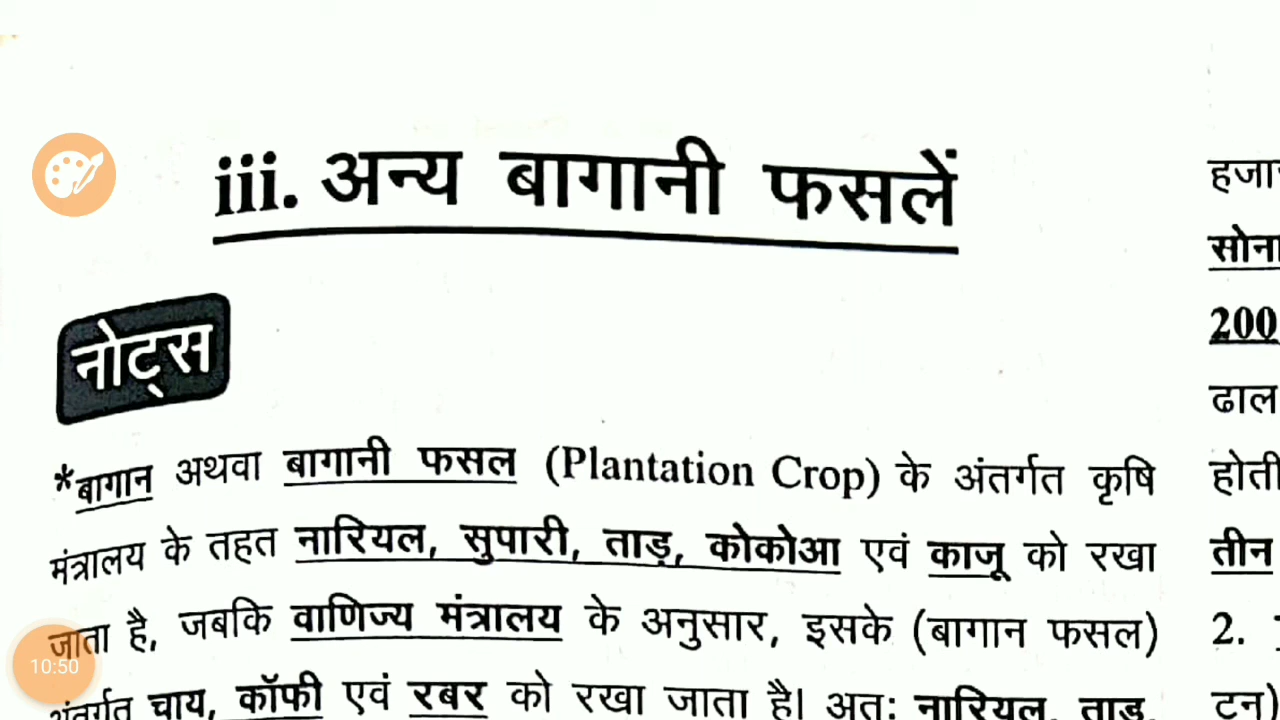 iii. अन्य बागानी फसलें
नोट्स
*बागान अथवा बागानी फसल (Plantation Crop) के अंतर्गत कृषि
मंत्रालय के तहत नारियल, सुपारी, ताड़, कोकोआ एवं काजू को रखा
जाता है, जबकि वाणिज्य मंत्रालय के अनुसार, इसके (बागान फसल)
अंतर्गत चाय, कॉफी एवं रबर को रखा जाता है। अतः नारियल, ताड़,
10:50
सोना
200
ढाल
होती
तीन
2.
टन)